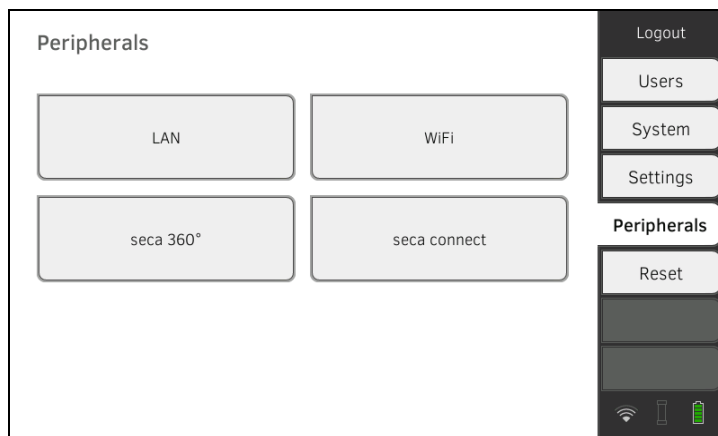 Peripherals
LAN
WiFi
seca 360°
seca connect
Logout
Users
System
Settings
Peripherals
Reset